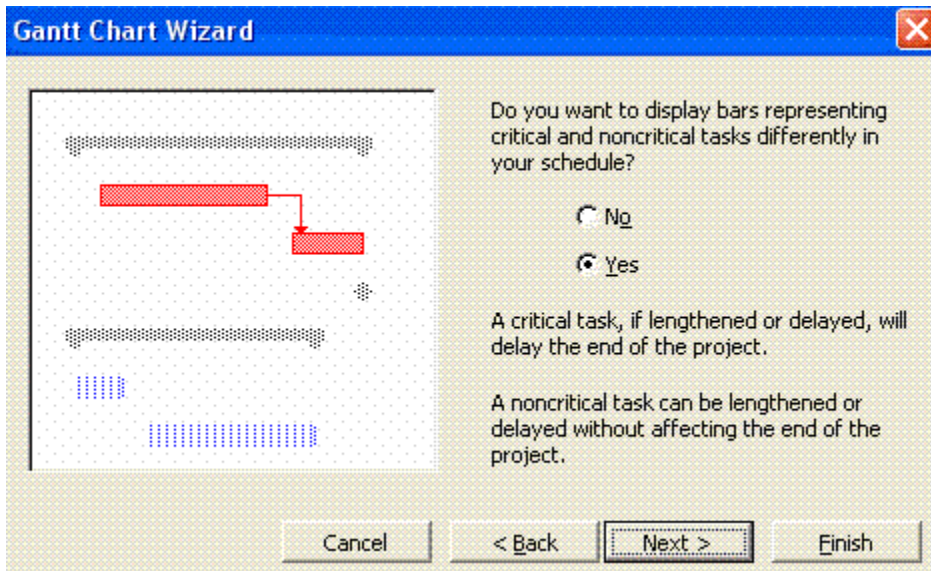 Gantt Chart Wizard
Do you want to display bars representing
critical and noncritical tasks differently in
your schedule?
No
Yes
A critical task, if lengthened or delayed, will
delay the end of the project.
A noncritical task can be lengthened or
delayed without affecting the end of the
project.
Cancel
< Back
Next >
Finish